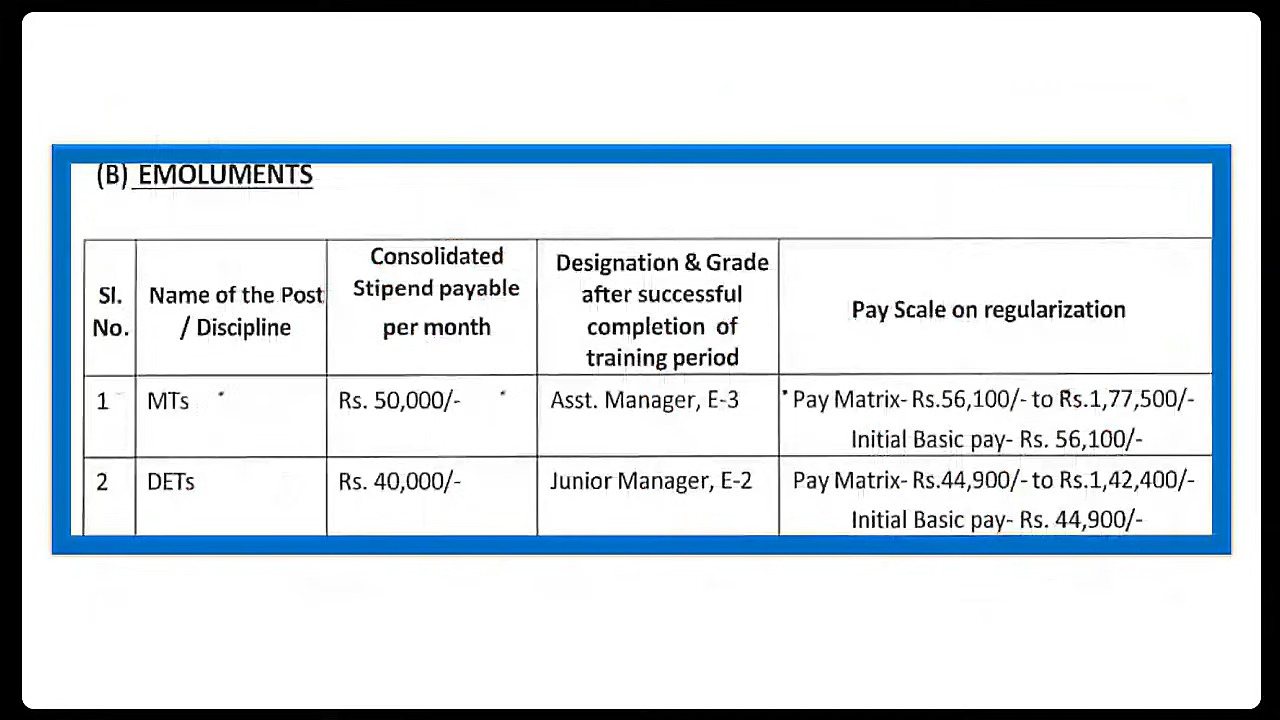 (B) EMOLUMENTS
Sl.
No.
Name of the Post
/ Discipline
Consolidated
Stipend payable
per month
Designation & Grade
after successful
completion of
training period
Pay Scale on regularization
1
MTs
Rs. 50,000/-
Asst. Manager, E-3
Pay Matrix- Rs.56,100/- to Rs.1,77,500/-
Initial Basic pay- Rs. 56,100/-
2
DETs
Rs. 40,000/-
Junior Manager, E-2
Pay Matrix- Rs.44,900/- to Rs.1,42,400/-
Initial Basic pay- Rs. 44,900/-